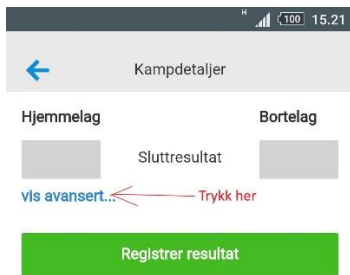 H 100 15.21
Kampdetaljer
Hjemmelag Bortelag
Sluttresultat
vis avansert... Trykk her
Registrer resultat